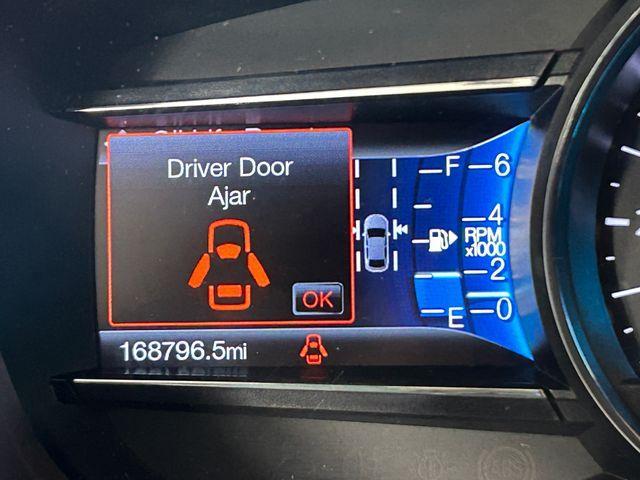 Driver Door
Ajar
OK
168796.5mi
F
E
6
4
RPM
x1000
2
0